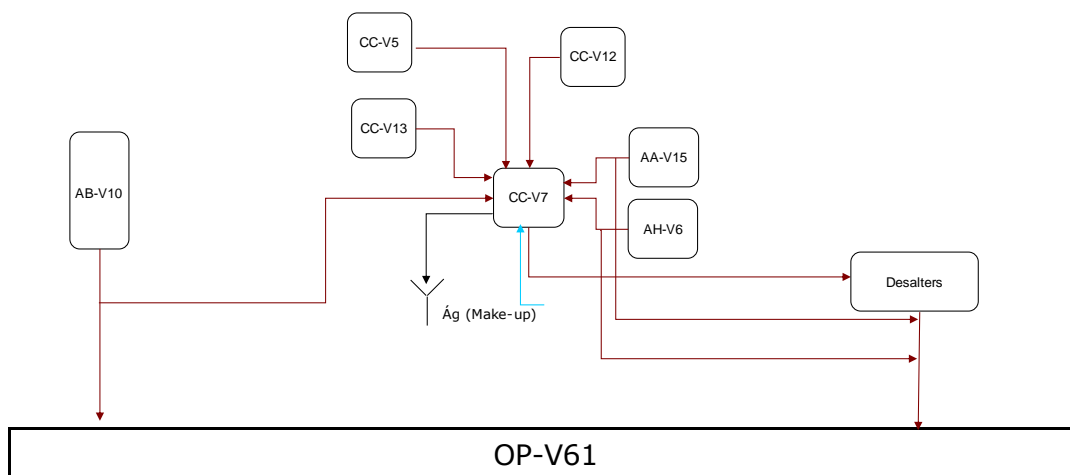 CC-V5
CC-V12
CC-V13
AA-V15
AB-V10
CC-V7
AH-V6
Desalters
Ág (Make-up)
OP-V61